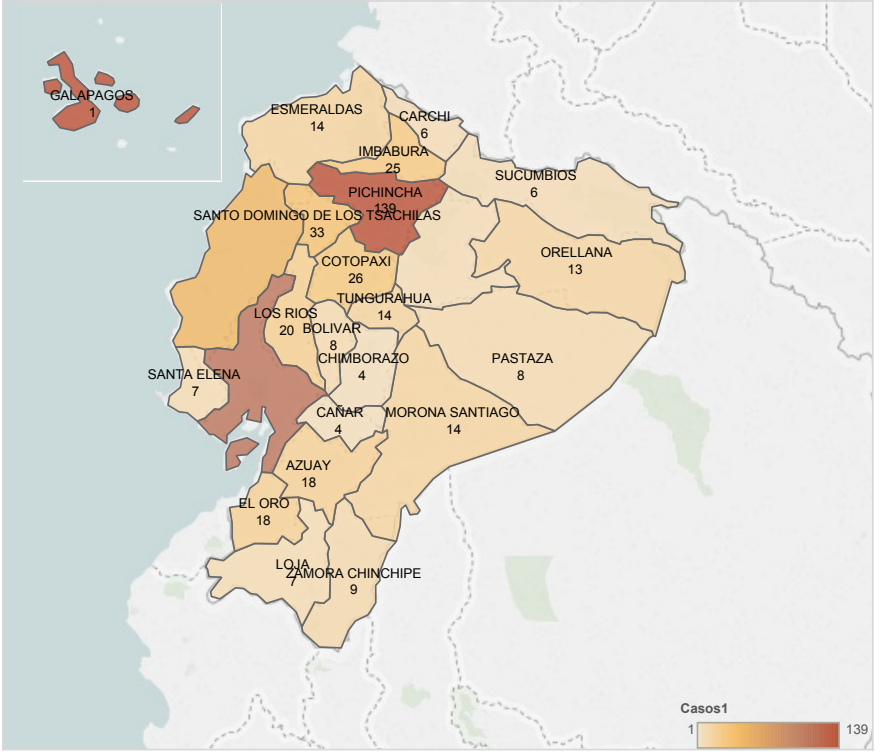 GALAPAGOS
1
ESMERALDAS
14
CARCHI
6
IMBABURA
25
SUCUMBIOS
6
PICHINCHA
139
SANTO DOMINGO DE LOS TSACHILAS
33
ORELLANA
13
COTOPAXI
26
TUNGURAHUA
14
LOS RIOS
20
BOLIVAR
8
CHIMBORAZO
4
PASTAZA
8
SANTA ELENA
7
CAÑAR
4
MORONA SANTIAGO
14
AZUAY
18
EL ORO
18
LOJA
7
ZAMORA CHINCHIPE
9
Casos1
1
139